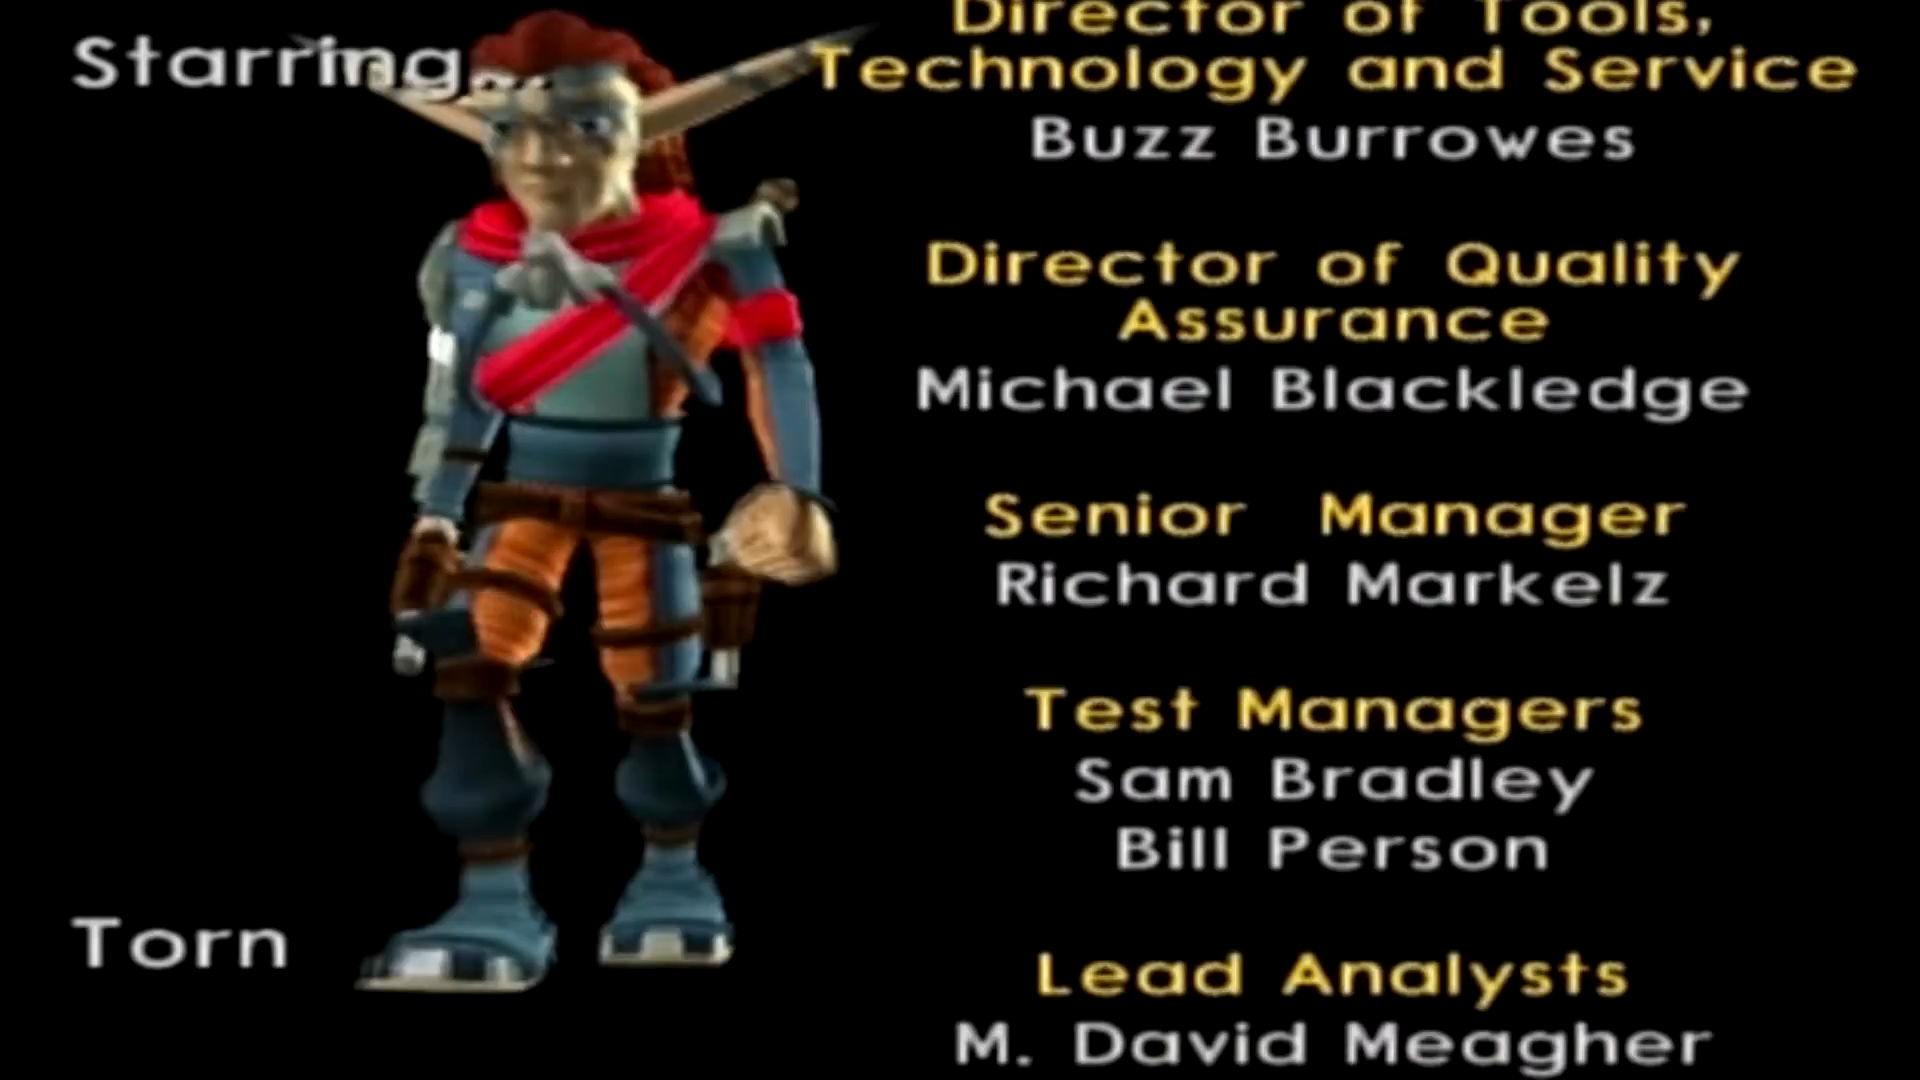 Starring...
Torn
Director of Tools,
Technology and Service
Buzz Burrowes
Director of Quality
Assurance
Michael Blackledge
Senior Manager
Richard Markelz
Test Managers
Sam Bradley
Bill Person
Lead Analysts
M. David Meagher